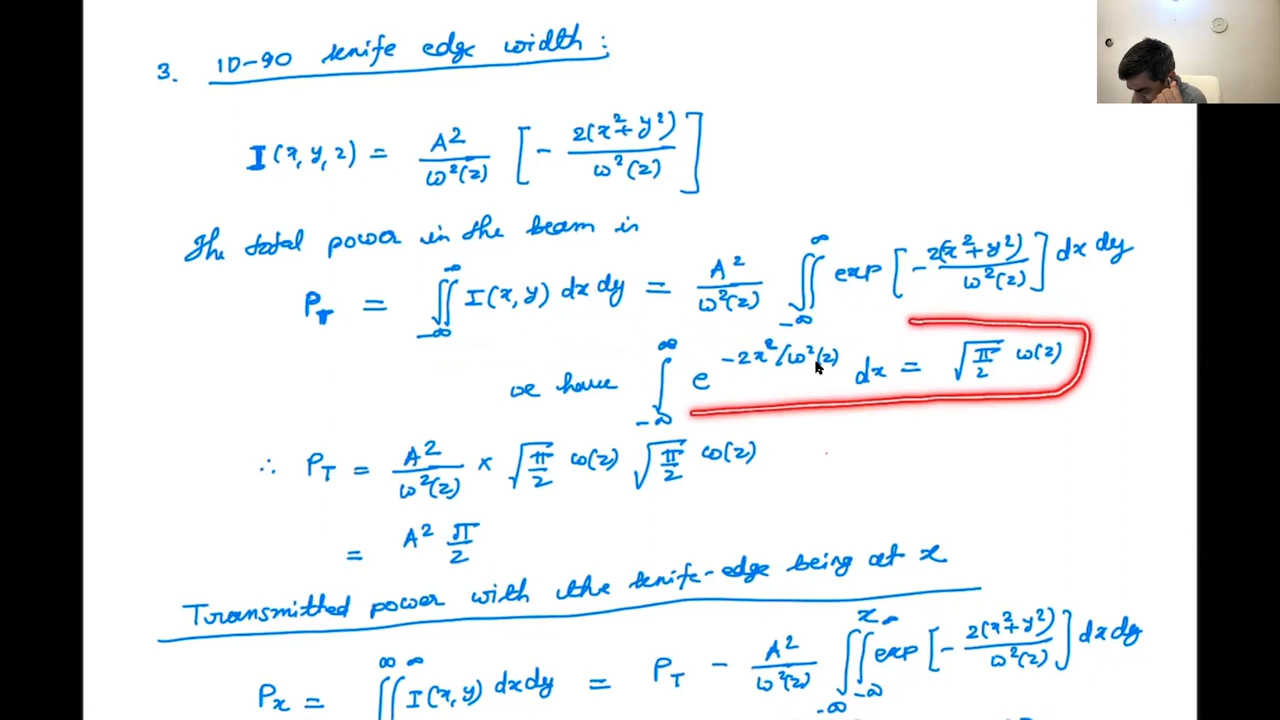 3. 10-90 knife edge width:
I(x,y,z) = A²/ω²(z) [-2(x²+y²)/ω²(z)]
The total power in the beam is
P_T = ∬_{-∞}^{∞} I(x,y) dx dy = A²/ω²(z) ∬_{-∞}^{∞} exp[-2(x²+y²)/ω²(z)] dx dy
we have ∫_{-∞}^{∞} e^{-2x²/ω²(z)} dx = √(π/2) ω(z)
∴ P_T = A²/ω²(z) × √(π/2) ω(z) √(π/2) ω(z)
= A² π/2
Transmitted power with the knife-edge being at x
P_x = ∫^{∞}∫^{∞} I(x,y) dx dy = P_T - A²/ω²(z) ∫_{-∞}^{x}∫_{-∞}^{∞} exp[-2(x²+y²)/ω²(z)] dx dy